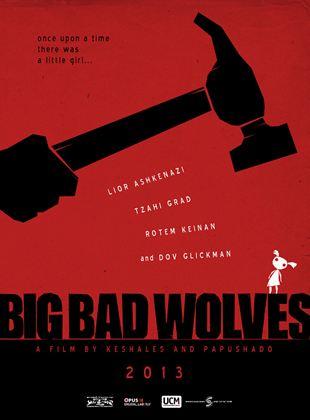 once upon a time
there was
a little girl...
LIOR ASHKENAZI
TZAHI GRAD
ROTEM KEINAN
and DOV GLICKMAN
BIG BAD WOLVES
A FILM BY KESHALES AND PAPUSHADO
2013
OPUS
UCM